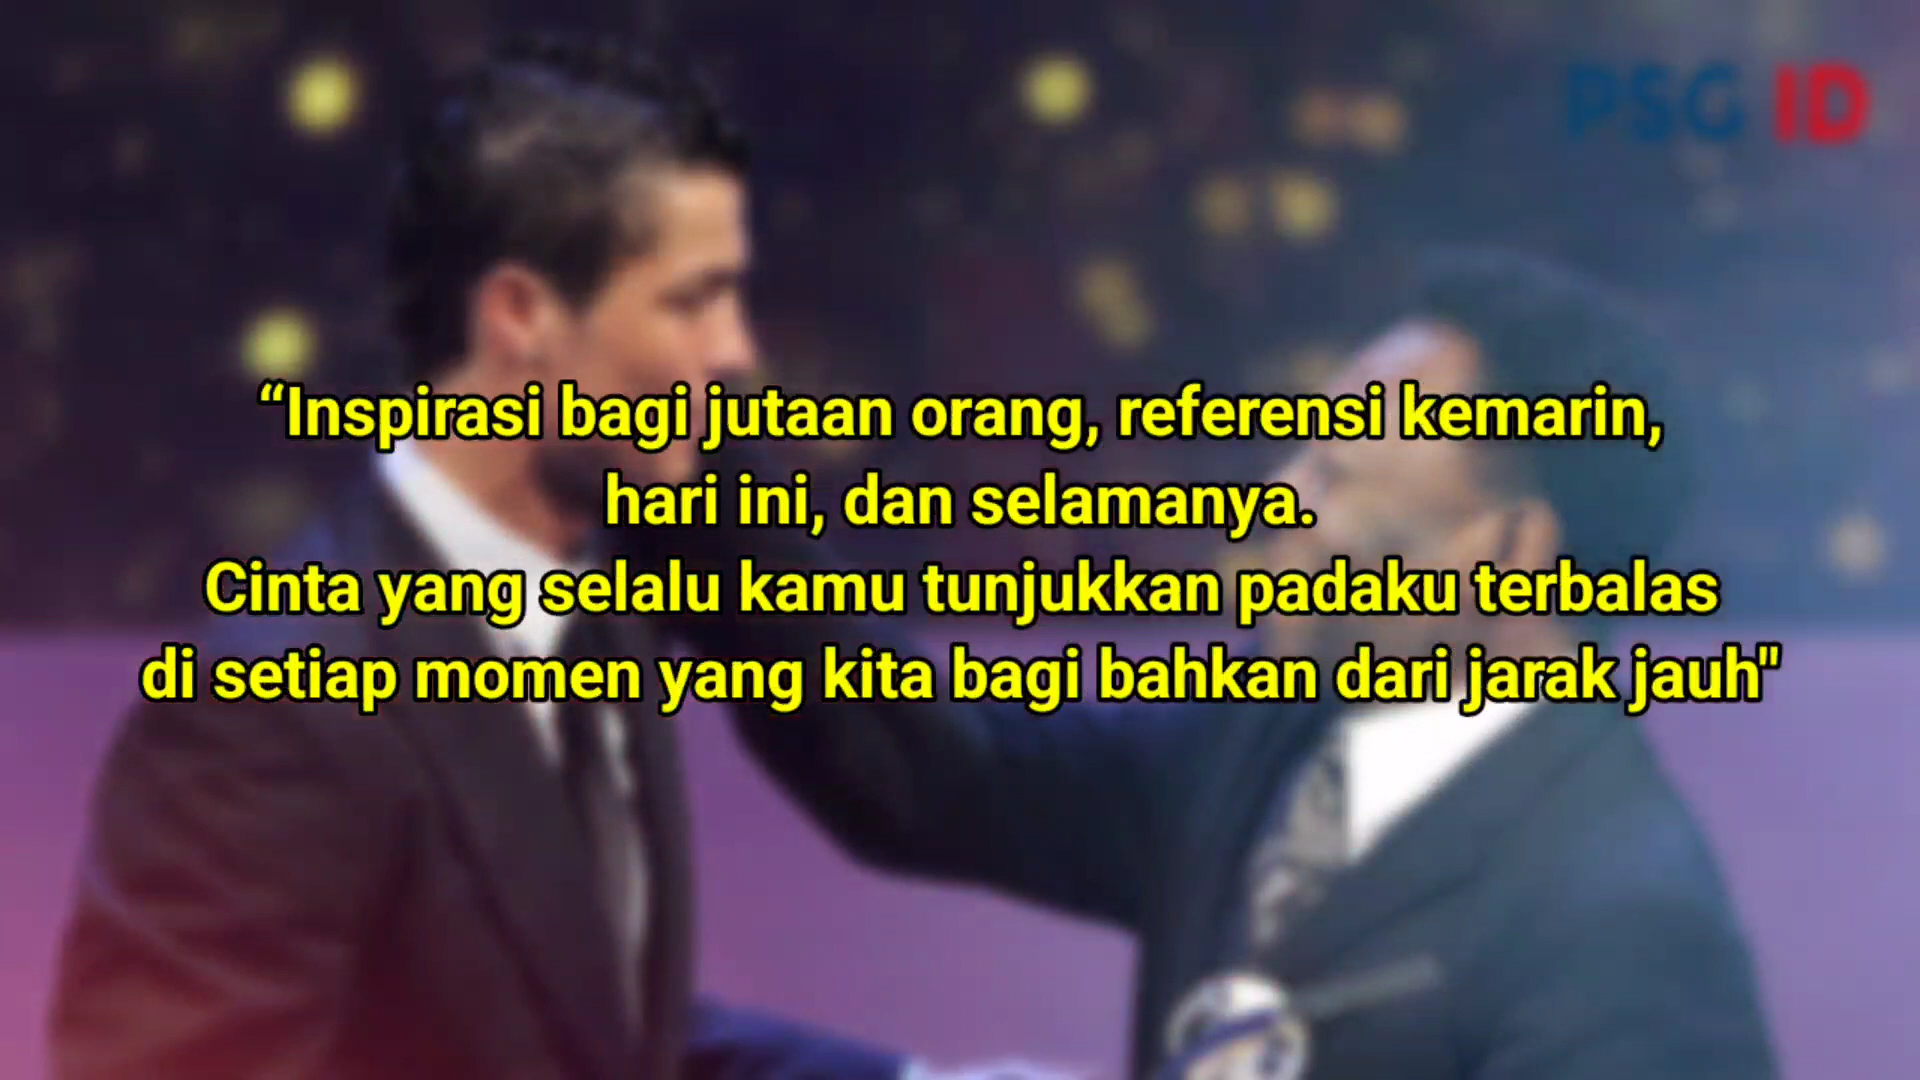 PSG ID
“Inspirasi bagi jutaan orang, referensi kemarin,
hari ini, dan selamanya.
Cinta yang selalu kamu tunjukkan padaku terbalas
di setiap momen yang kita bagi bahkan dari jarak jauh"